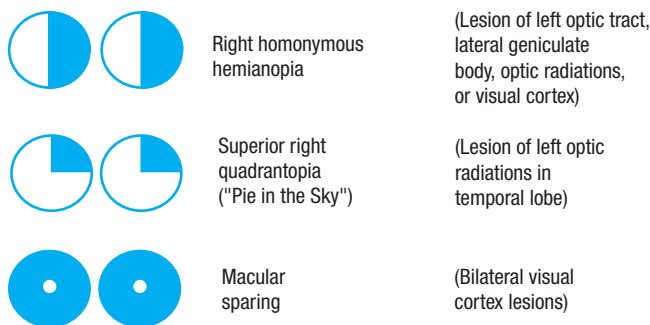 Right homonymous
hemianopia
(Lesion of left optic tract,
lateral geniculate
body, optic radiations,
or visual cortex)
Superior right
quadrantopia
("Pie in the Sky")
(Lesion of left optic
radiations in
temporal lobe)
Macular
sparing
(Bilateral visual
cortex lesions)